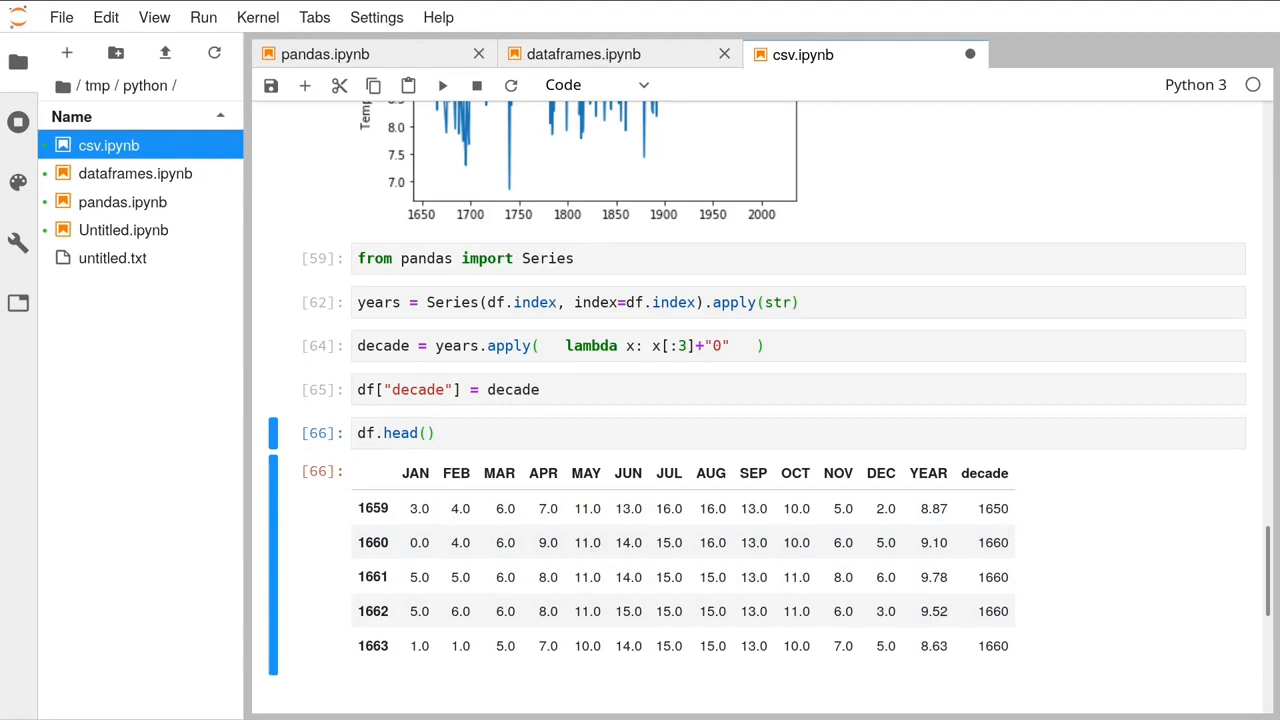 File Edit View Run Kernel Tabs Settings Help
pandas.ipynb dataframes.ipynb csv.ipynb
/ tmp / python /
Code Python 3
Name
csv.ipynb
dataframes.ipynb
pandas.ipynb
Untitled.ipynb
untitled.txt
Temp
8.5
8.0
7.5
7.0
1650 1700 1750 1800 1850 1900 1950 2000
[59]: from pandas import Series
[62]: years = Series(df.index, index=df.index).apply(str)
[64]: decade = years.apply(   lambda x: x[:3]+"0"   )
[65]: df["decade"] = decade
[66]: df.head()
[66]:
JAN FEB MAR APR MAY JUN JUL AUG SEP OCT NOV DEC YEAR decade
1659 3.0 4.0 6.0 7.0 11.0 13.0 16.0 16.0 13.0 10.0 5.0 2.0 8.87 1650
1660 0.0 4.0 6.0 9.0 11.0 14.0 15.0 16.0 13.0 10.0 6.0 5.0 9.10 1660
1661 5.0 5.0 6.0 8.0 11.0 14.0 15.0 15.0 13.0 11.0 8.0 6.0 9.78 1660
1662 5.0 6.0 6.0 8.0 11.0 15.0 15.0 15.0 13.0 11.0 6.0 3.0 9.52 1660
1663 1.0 1.0 5.0 7.0 10.0 14.0 15.0 15.0 13.0 10.0 7.0 5.0 8.63 1660